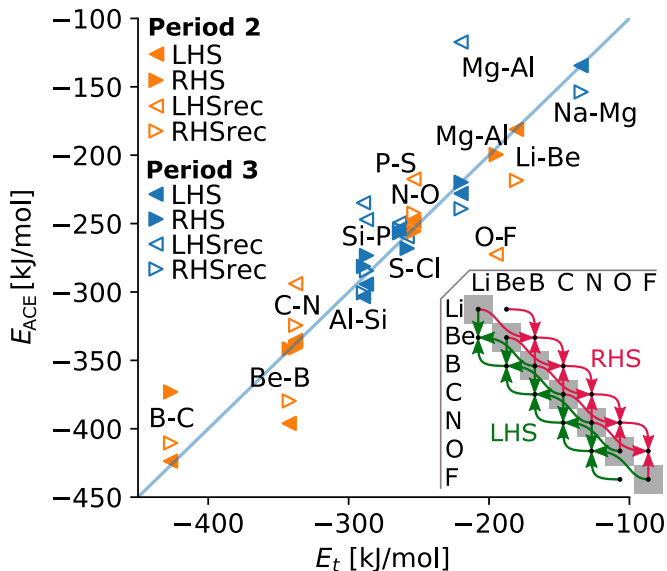 Period 2
LHS
RHS
LHSrec
RHSrec
Period 3
LHS
RHS
LHSrec
RHSrec
Mg-Al
Na-Mg
Mg-Al
Li-Be
P-S
N-O
Si-P
S-Cl
O-F
C-N
Al-Si
Be-B
B-C
Li Be B C N O F
Li
Be
B
C
N
O
F
RHS
LHS
−100
−150
−200
−250
−300
−350
−400
−450
E_ACE [kJ/mol]
−400 −300 −200 −100
E_t [kJ/mol]